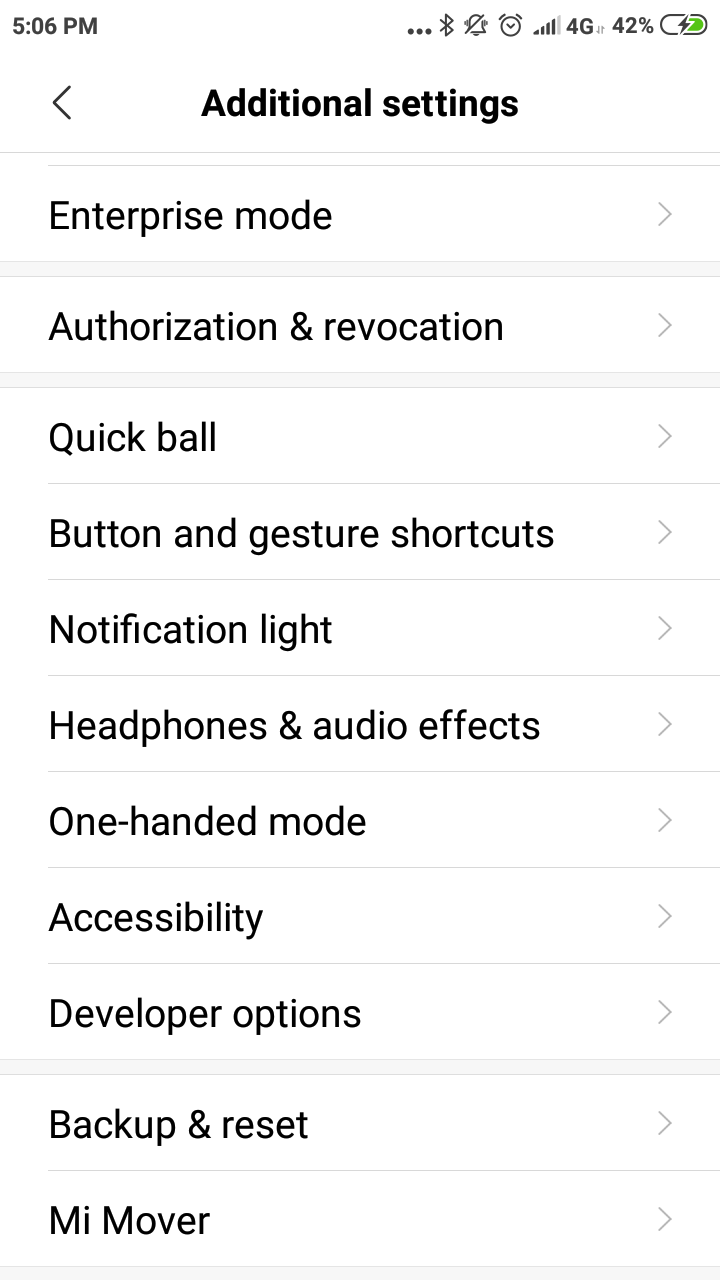 5:06 PM ... 4G 42%
Additional settings
Enterprise mode
Authorization & revocation
Quick ball
Button and gesture shortcuts
Notification light
Headphones & audio effects
One-handed mode
Accessibility
Developer options
Backup & reset
Mi Mover